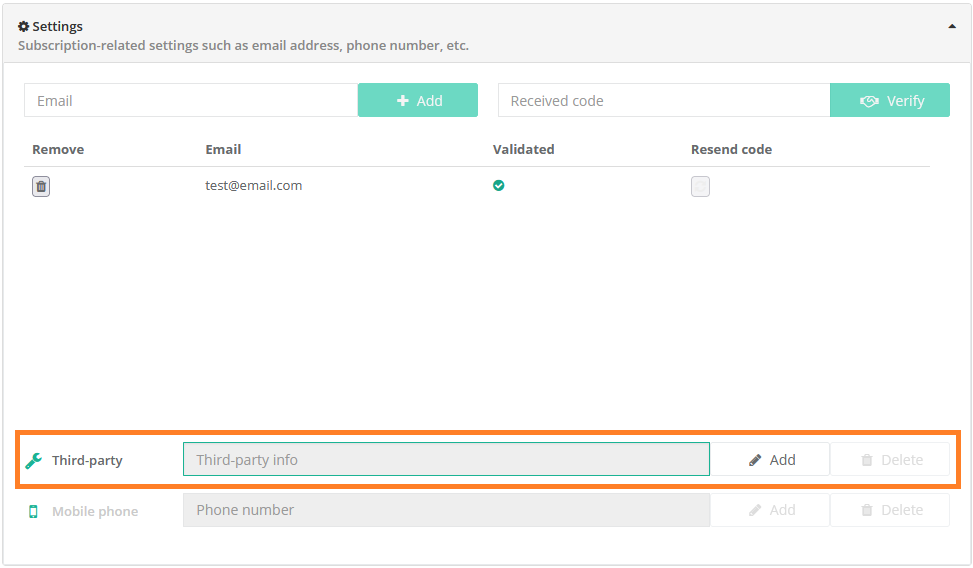 Settings
Subscription-related settings such as email address, phone number, etc.
Email Add Received code Verify
Remove Email Validated Resend code
test@email.com
Third-party Third-party info Add Delete
Mobile phone Phone number Add Delete